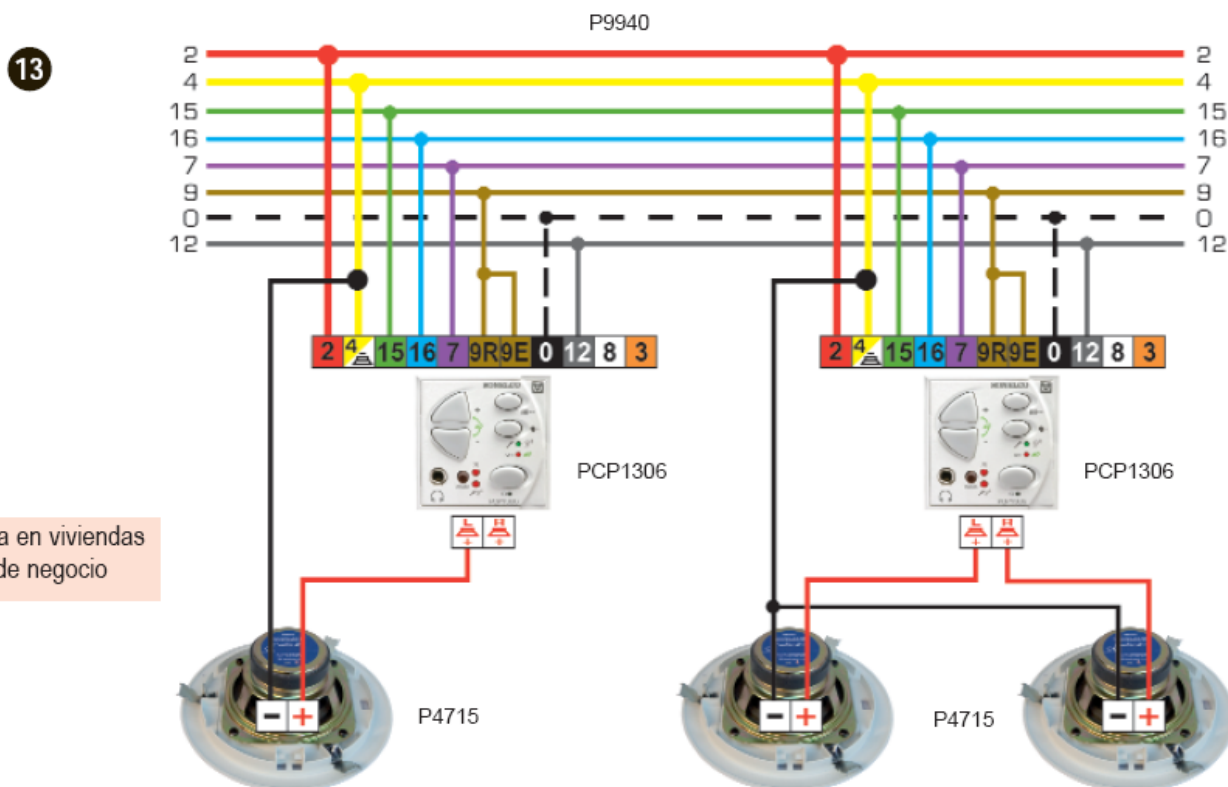 P9940
13
2 2
4 4
15 15
16 16
7 7
9 9
0 0
12 12
2 4 15 16 7 9R 9E 0 12 8 3
2 4 15 16 7 9R 9E 0 12 8 3
PCP1306
PCP1306
L R
+ +
L R
+ +
a en viviendas
de negocio
- +
P4715
- +
P4715
- +